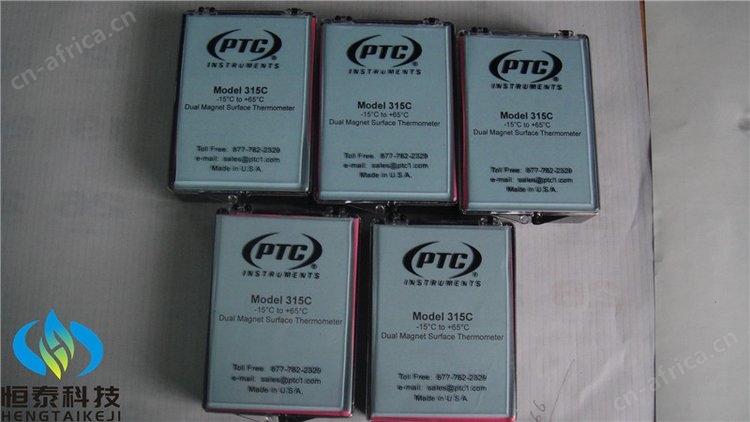 PTC
®
INSTRUMENTS
Model 315C
-15°C to +65°C
Dual Magnet Surface Thermometer
Toll Free: 877-782-2329
e-mail: sales@ptc1.com
Made in U.S.A.
PTC
®
INSTRUMENTS
Model 315C
-15°C to +65°C
Dual Magnet Surface Thermometer
Toll Free: 877-782-2329
e-mail: sales@ptc1.com
Made in U.S.A.
PTC
®
INSTRUMENTS
Model 315C
-15°C to +65°C
Dual Magnet Surface Thermometer
Toll Free: 877-782-2329
e-mail: sales@ptc1.com
Made in U.S.A.
PTC
®
INSTRUMENTS
Model 315C
-15°C to +65°C
Dual Magnet Surface Thermometer
Toll Free: 877-782-2329
e-mail: sales@ptc1.com
Made in U.S.A.
PTC
®
INSTRUMENTS
Model 315C
-15°C to +65°C
Dual Magnet Surface Thermometer
Toll Free: 877-782-2329
e-mail: sales@ptc1.com
Made in U.S.A.
恒泰科技
HENGTAIKEJI
cn-africa.cn
cn-africa.cn